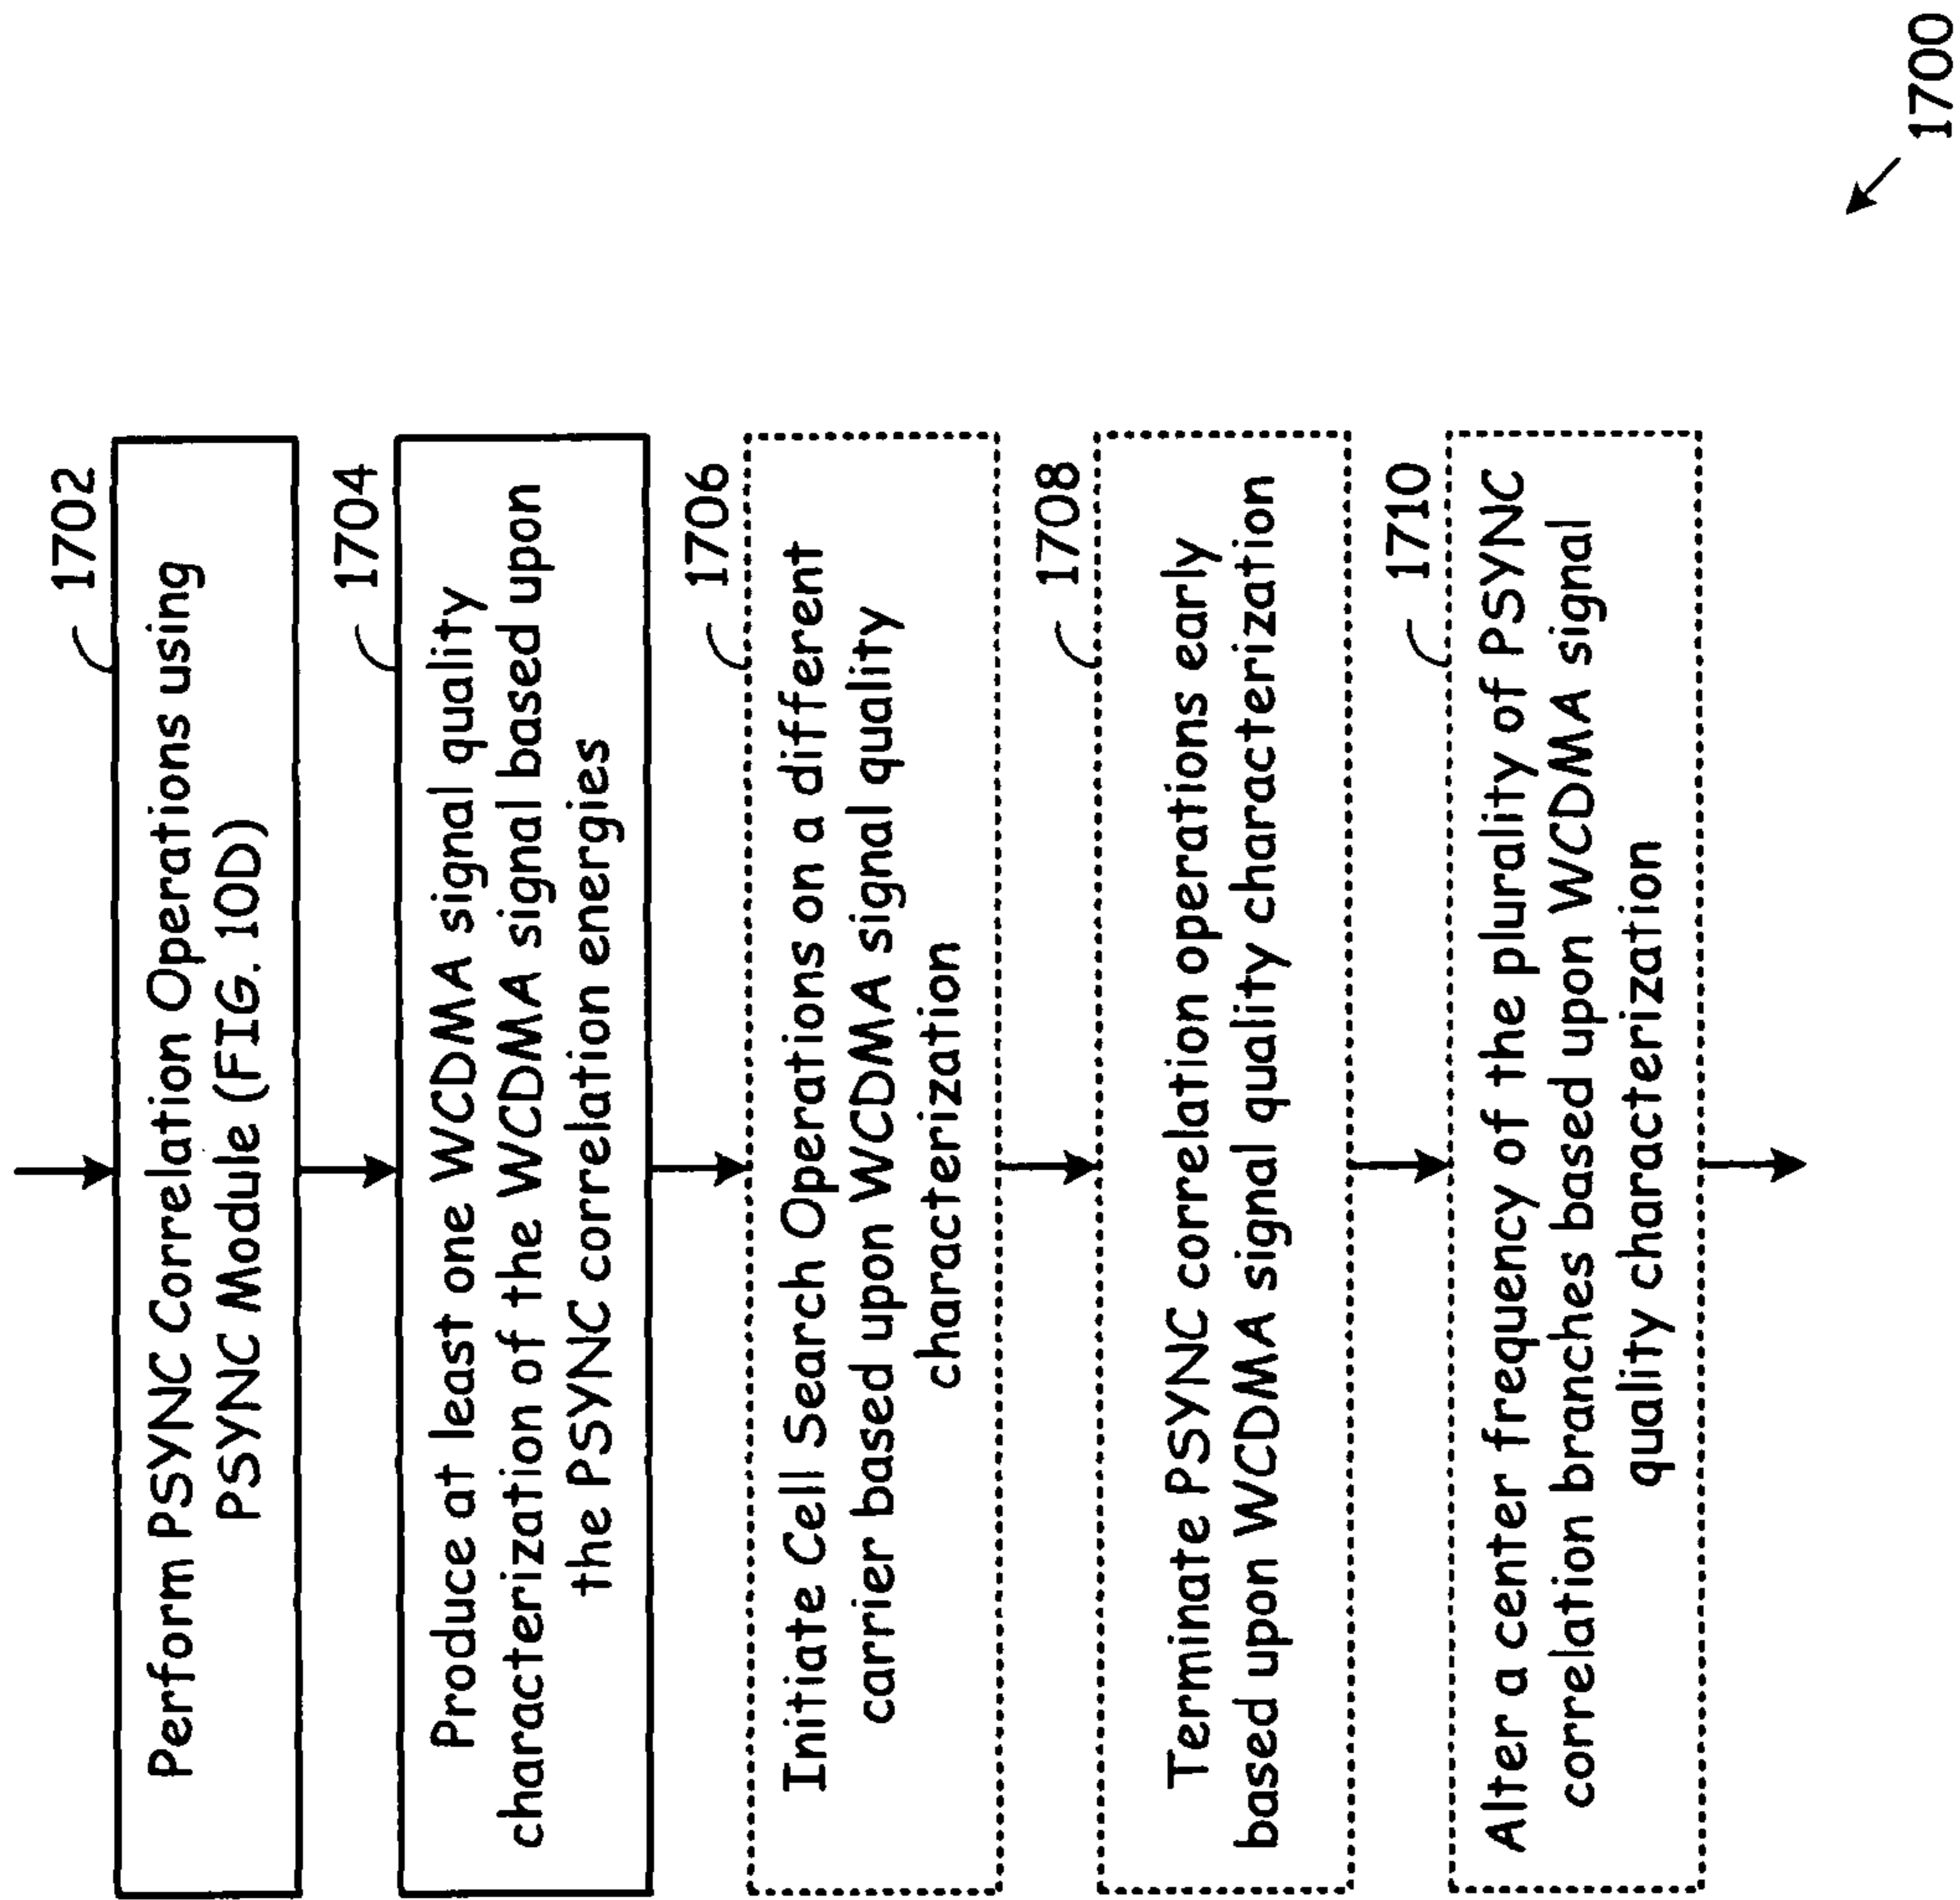 1702
Perform PSYNC Correlation Operations using
PSYNC Module (FIG. 10D)
1704
Produce at least one WCDMA signal quality
characterization of the WCDMA signal based upon
the PSYNC correlation energies
1706
Initiate Cell Search Operations on a different
carrier based upon WCDMA signal quality
characterization
1708
Terminate PSYNC correlation operations early
based upon WCDMA signal quality characterization
1710
Alter a center frequency of the plurality of PSYNC
correlation branches based upon WCDMA signal
quality characterization
1700